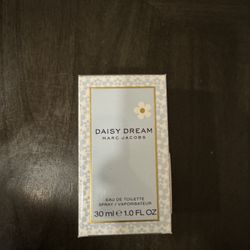 DAISY DREAM
MARC JACOBS
EAU DE TOILETTE
SPRAY / VAPORISATEUR
30 ml ℮ 1.0 FL OZ